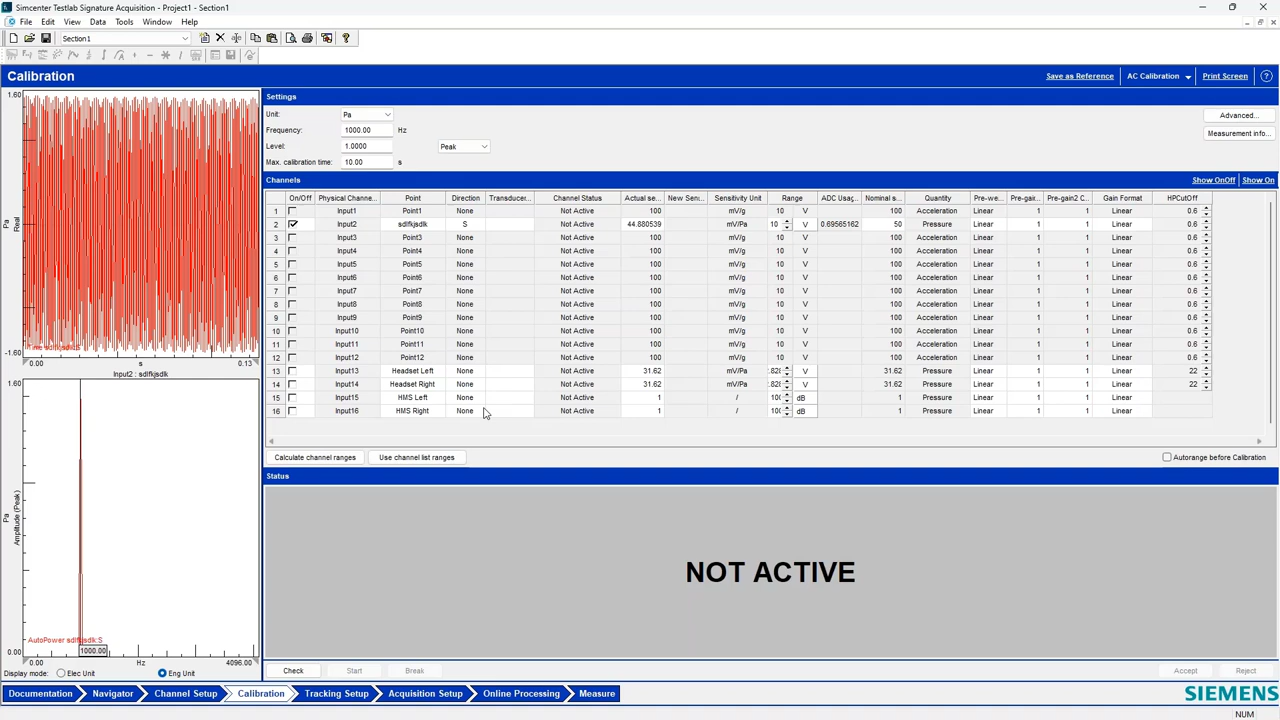 Simcenter Testlab Signature Acquisition - Project1 - Section1
File Edit View Data Tools Window Help
Section1
Calibration Save as Reference AC Calibration Print Screen ?
Settings
Unit: Pa Advanced...
Frequency: 1000.00 Hz Measurement info...
Level: 1.0000 Peak
Max. calibration time: 10.00 s
Channels Show OnOff Show On
On/Off Physical Channe... Point Direction Transducer... Channel Status Actual se... New Sen... Sensitivity Unit Range ADC Usag... Nominal s... Quantity Pre-we... Pre-gai... Pre-gain2 C... Gain Format HPCutOff
1 Input1 Point1 None Not Active 100 mV/g 10 V 100 Acceleration Linear 1 1 Linear 0.6
2 Input2 sdlfkjsdlk S Not Active 44.880539 mV/Pa 10 V 0.69565162 50 Pressure Linear 1 1 Linear 0.6
3 Input3 Point3 None Not Active 100 mV/g 10 V 100 Acceleration Linear 1 1 Linear 0.6
4 Input4 Point4 None Not Active 100 mV/g 10 V 100 Acceleration Linear 1 1 Linear 0.6
5 Input5 Point5 None Not Active 100 mV/g 10 V 100 Acceleration Linear 1 1 Linear 0.6
6 Input6 Point6 None Not Active 100 mV/g 10 V 100 Acceleration Linear 1 1 Linear 0.6
7 Input7 Point7 None Not Active 100 mV/g 10 V 100 Acceleration Linear 1 1 Linear 0.6
8 Input8 Point8 None Not Active 100 mV/g 10 V 100 Acceleration Linear 1 1 Linear 0.6
9 Input9 Point9 None Not Active 100 mV/g 10 V 100 Acceleration Linear 1 1 Linear 0.6
10 Input10 Point10 None Not Active 100 mV/g 10 V 100 Acceleration Linear 1 1 Linear 0.6
11 Input11 Point11 None Not Active 100 mV/g 10 V 100 Acceleration Linear 1 1 Linear 0.6
12 Input12 Point12 None Not Active 100 mV/g 10 V 100 Acceleration Linear 1 1 Linear 0.6
13 Input13 Headset Left None Not Active 31.62 mV/Pa .828 V 31.62 Pressure Linear 1 1 Linear 22
14 Input14 Headset Right None Not Active 31.62 mV/Pa .828 V 31.62 Pressure Linear 1 1 Linear 22
15 Input15 HMS Left None Not Active 1 / 100 dB 1 Pressure Linear 1 1 Linear
16 Input16 HMS Right None Not Active 1 / 100 dB 1 Pressure Linear 1 1 Linear
Calculate channel ranges Use channel list ranges Autorange before Calibration
Status
NOT ACTIVE
Check Start Break Accept Reject
1.60
Pa
Real
-1.60
Time sdlfkjsdlk:S
0.00 s 0.13
Input2 : sdlfkjsdlk
1.60
Pa
Amplitude (Peak)
0.00
AutoPower sdlfkjsdlk:S
1000.00
0.00 Hz 4096.00
Display mode: Elec Unit Eng Unit
Documentation Navigator Channel Setup Calibration Tracking Setup Acquisition Setup Online Processing Measure SIEMENS
NUM